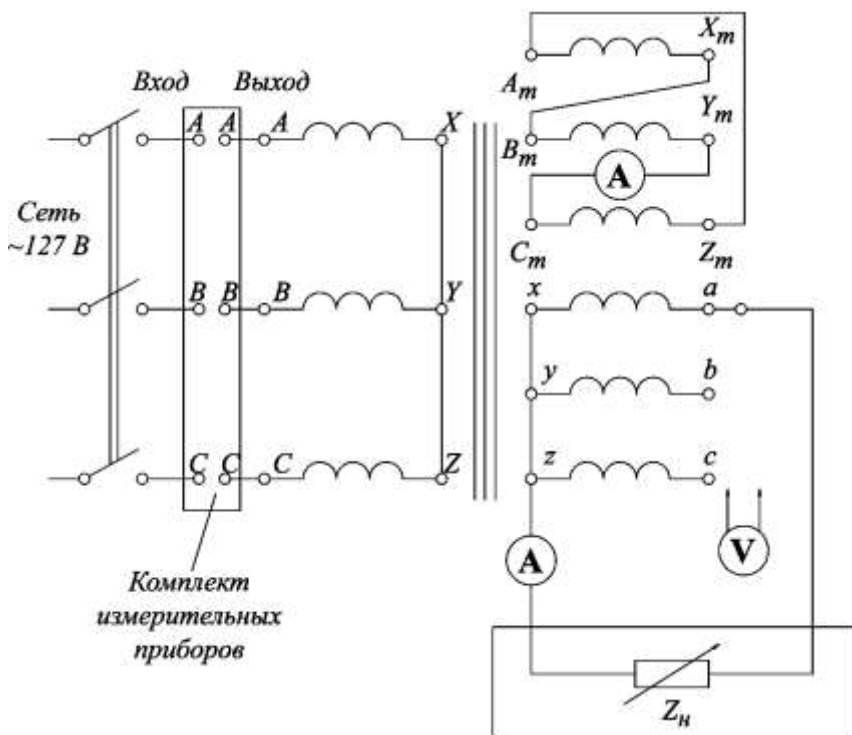 X_m
A_m
Вход Выход
Y_m
A A A X
B_m
A
Сеть
~127 В
C_m Z_m
x a
B B B Y
y b
z c
C C C Z
A V
Комплект
измерительных
приборов
Z_н